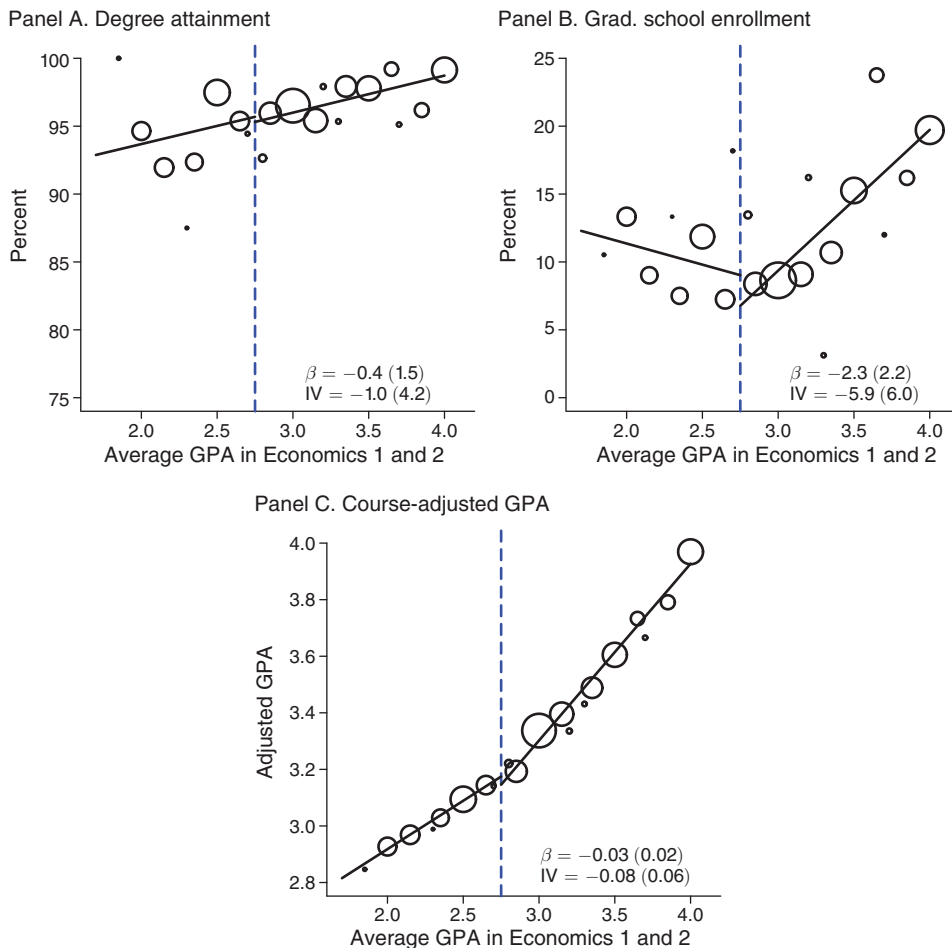 Panel A. Degree attainment
100
95
90
85
80
75
Percent
β = −0.4 (1.5)
IV = −1.0 (4.2)
2.0 2.5 3.0 3.5 4.0
Average GPA in Economics 1 and 2
Panel B. Grad. school enrollment
25
20
15
10
5
0
Percent
β = −2.3 (2.2)
IV = −5.9 (6.0)
2.0 2.5 3.0 3.5 4.0
Average GPA in Economics 1 and 2
Panel C. Course-adjusted GPA
4.0
3.8
3.6
3.4
3.2
3.0
2.8
Adjusted GPA
β = −0.03 (0.02)
IV = −0.08 (0.06)
2.0 2.5 3.0 3.5 4.0
Average GPA in Economics 1 and 2